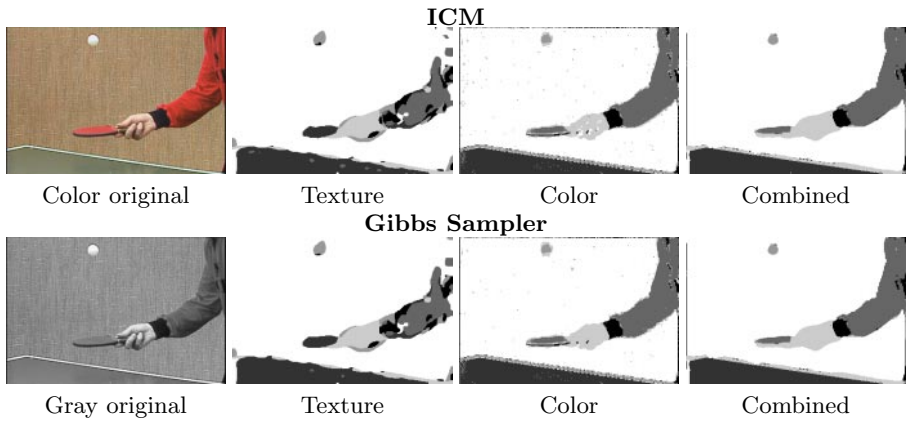 ICM
Color original Texture Color Combined
Gibbs Sampler
Gray original Texture Color Combined